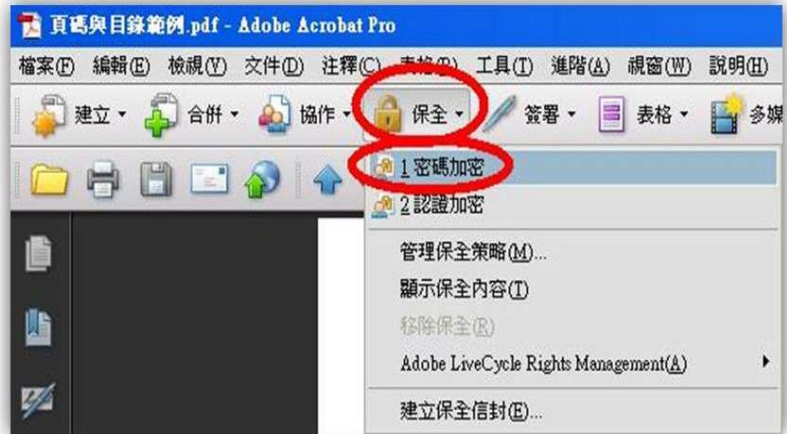 頁碼與目錄範例.pdf - Adobe Acrobat Pro
檔案(F) 編輯(E) 檢視(V) 文件(D) 注釋(C) 表格(R) 工具(T) 進階(A) 視窗(W) 說明(H)
建立 合併 協作 保全 簽署 表格 多媒
1 密碼加密
2 認證加密
管理保全策略(M)...
顯示保全內容(I)
移除保全(R)
Adobe LiveCycle Rights Management(A)
建立保全信封(E)...